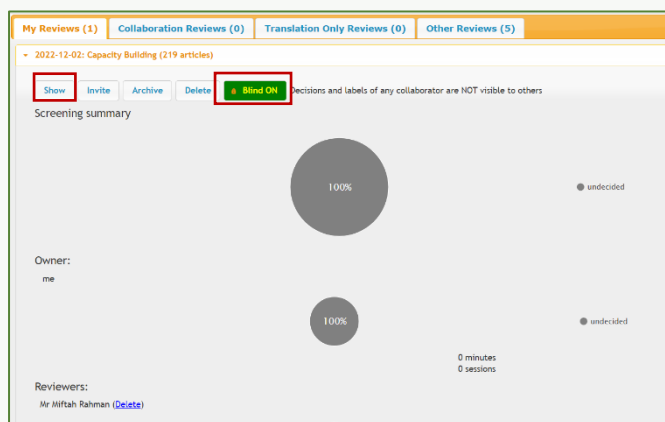 My Reviews (1) Collaboration Reviews (0) Translation Only Reviews (0) Other Reviews (5)
2022-12-02: Capacity Building (219 articles)
Show Invite Archive Delete Blind ON Decisions and labels of any collaborator are NOT visible to others
Screening summary
100%
undecided
Owner:
me
100%
undecided
0 minutes
0 sessions
Reviewers:
Mr Miftah Rahman (Delete)